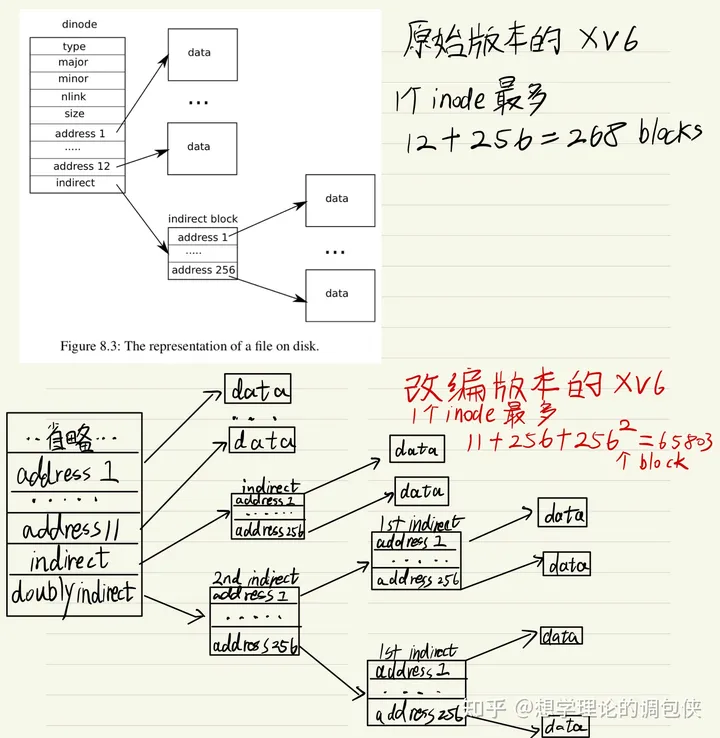 dinode
type
major
minor
nlink
size
address 1
.....
address 12
indirect
data
...
data
indirect block
address 1
.....
address 256
data
...
data
Figure 8.3: The representation of a file on disk.
原始版本的 XV6
1个 inode 最多
12+256=268 blocks
改编版本的 XV6
1个 inode 最多
11+256+256²=65803
个 block
..省略...
address 1
.....
address 11
indirect
doubly indirect
data
....
data
indirect
address 1
......
address 256
data
data
2nd indirect
address 1
.....
address 256
1st indirect
address 1
.....
address 256
data
data
1st indirect
address 1
....
address 256
data
data
知乎 @想学理论的调包侠